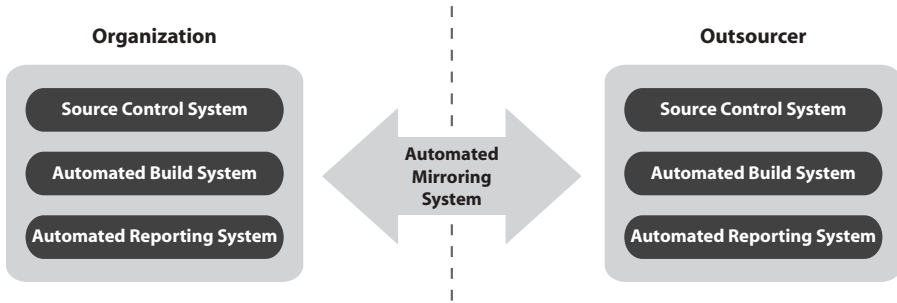 Organization
Source Control System
Automated Build System
Automated Reporting System
Automated
Mirroring
System
Outsourcer
Source Control System
Automated Build System
Automated Reporting System